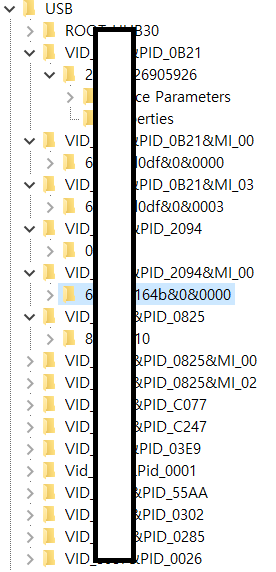 USB
ROOT_HUB30
VID_ &PID_0B21
2 26905926
ce Parameters
erties
VID_ &PID_0B21&MI_00
6 l0df&0&0000
VID_ &PID_0B21&MI_03
6 l0df&0&0003
VID_ &PID_2094
0
VID_ &PID_2094&MI_00
6 164b&0&0000
VID_ &PID_0825
8 10
VID_ &PID_0825&MI_00
VID_ &PID_0825&MI_02
VID_ &PID_C077
VID_ &PID_C247
VID_ &PID_03E9
Vid_ &Pid_0001
VID_ &PID_55AA
VID_ &PID_0302
VID_ &PID_0285
VID_ &PID_0026